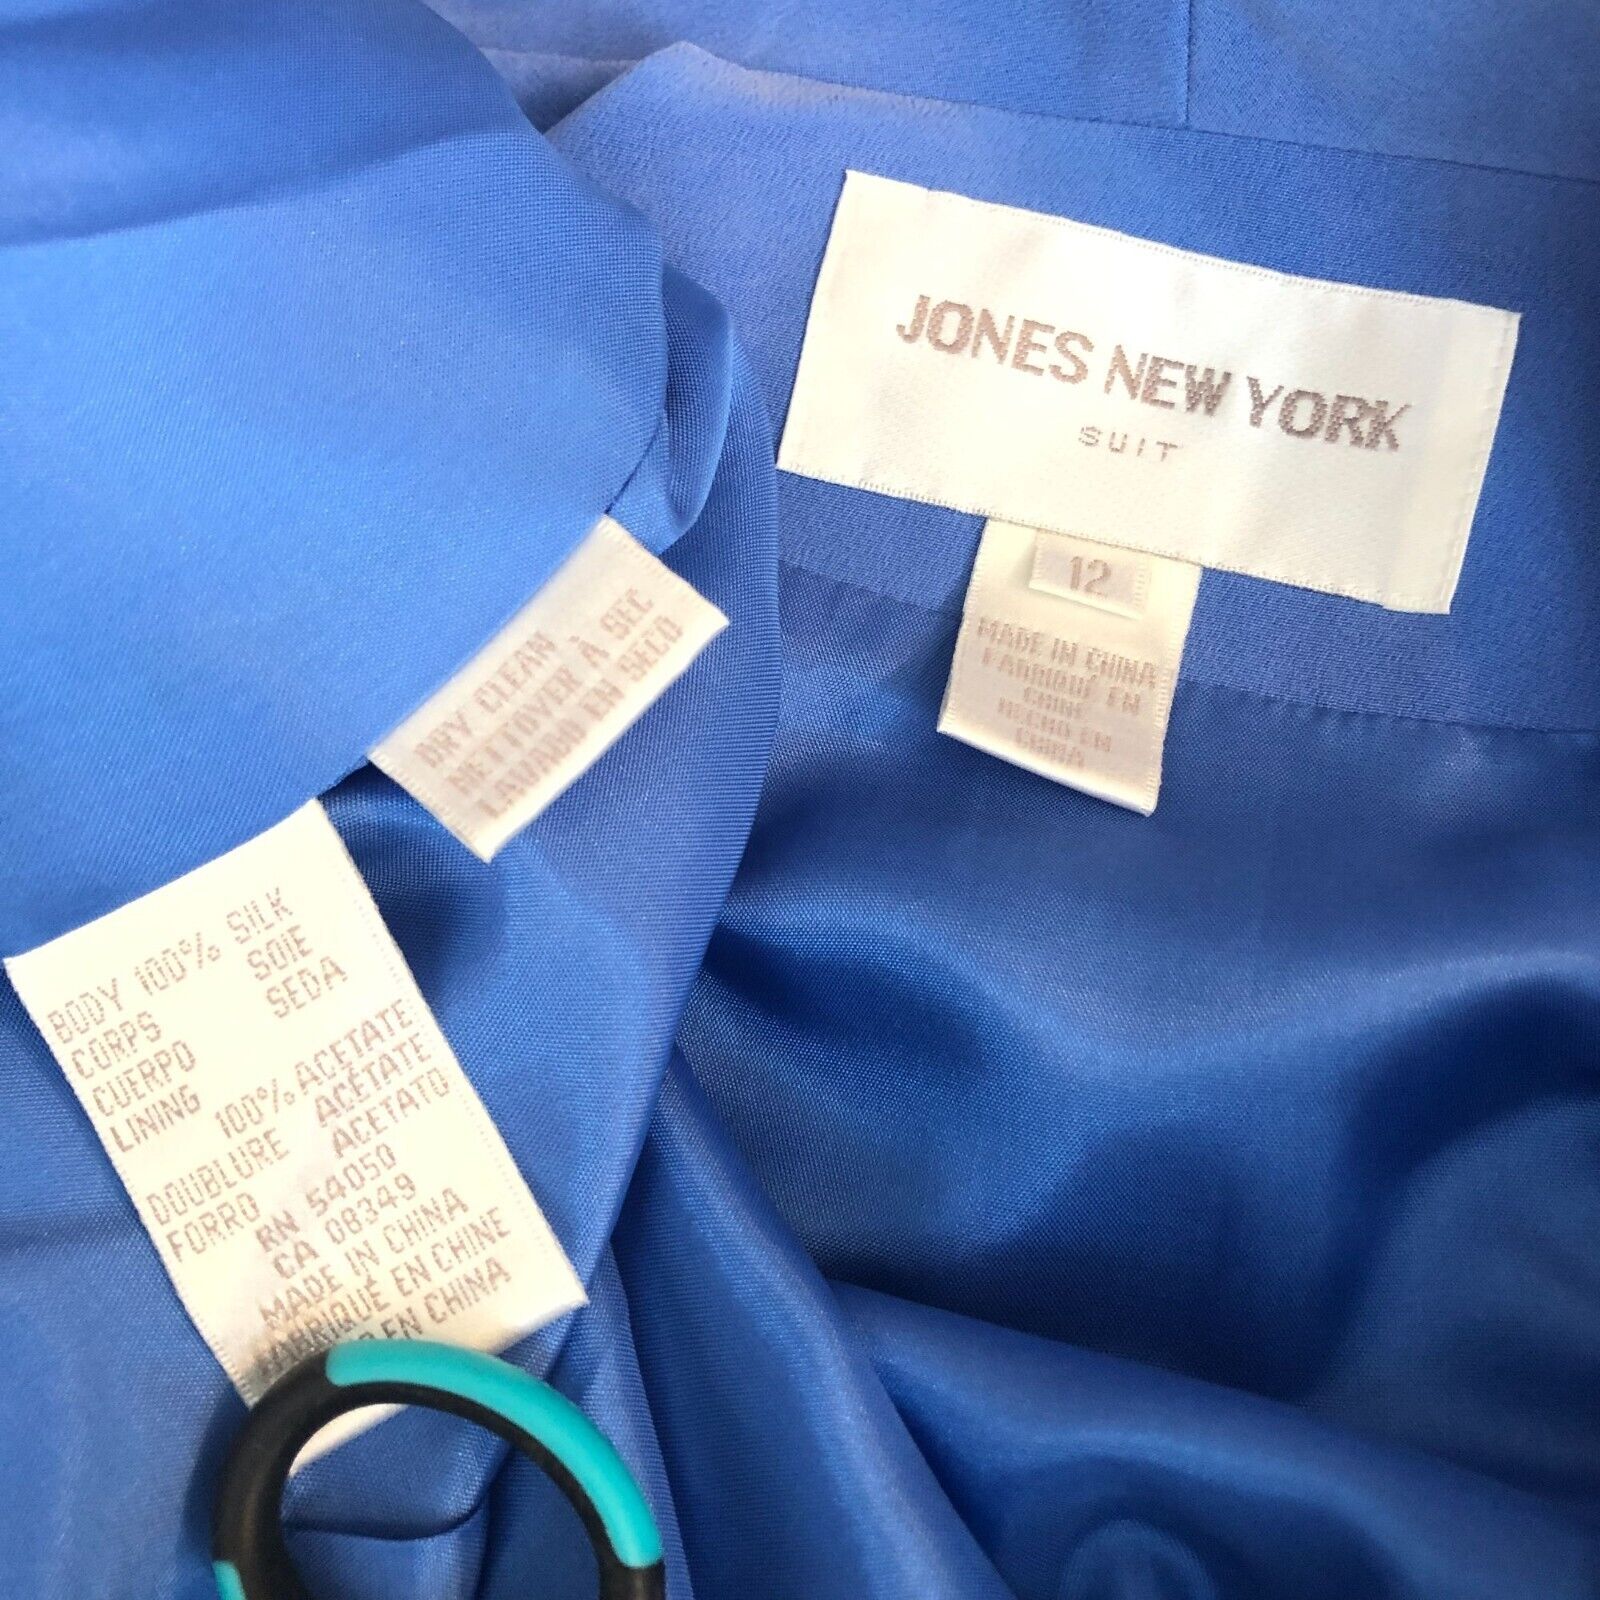 JONES NEW YORK
SUIT
12
MADE IN CHINA
FABRIQUÉ EN
CHINE
HECHO EN
CHINA
DRY CLEAN
NETTOYER À SEC
LAVADO EN SECO
BODY 100% SILK
CORPS SOIE
CUERPO SEDA
LINING 100% ACETATE
DOUBLURE ACÉTATE
FORRO ACETATO
RN 54050
CA 08349
MADE IN CHINA
FABRIQUÉ EN CHINE
EN CHINA